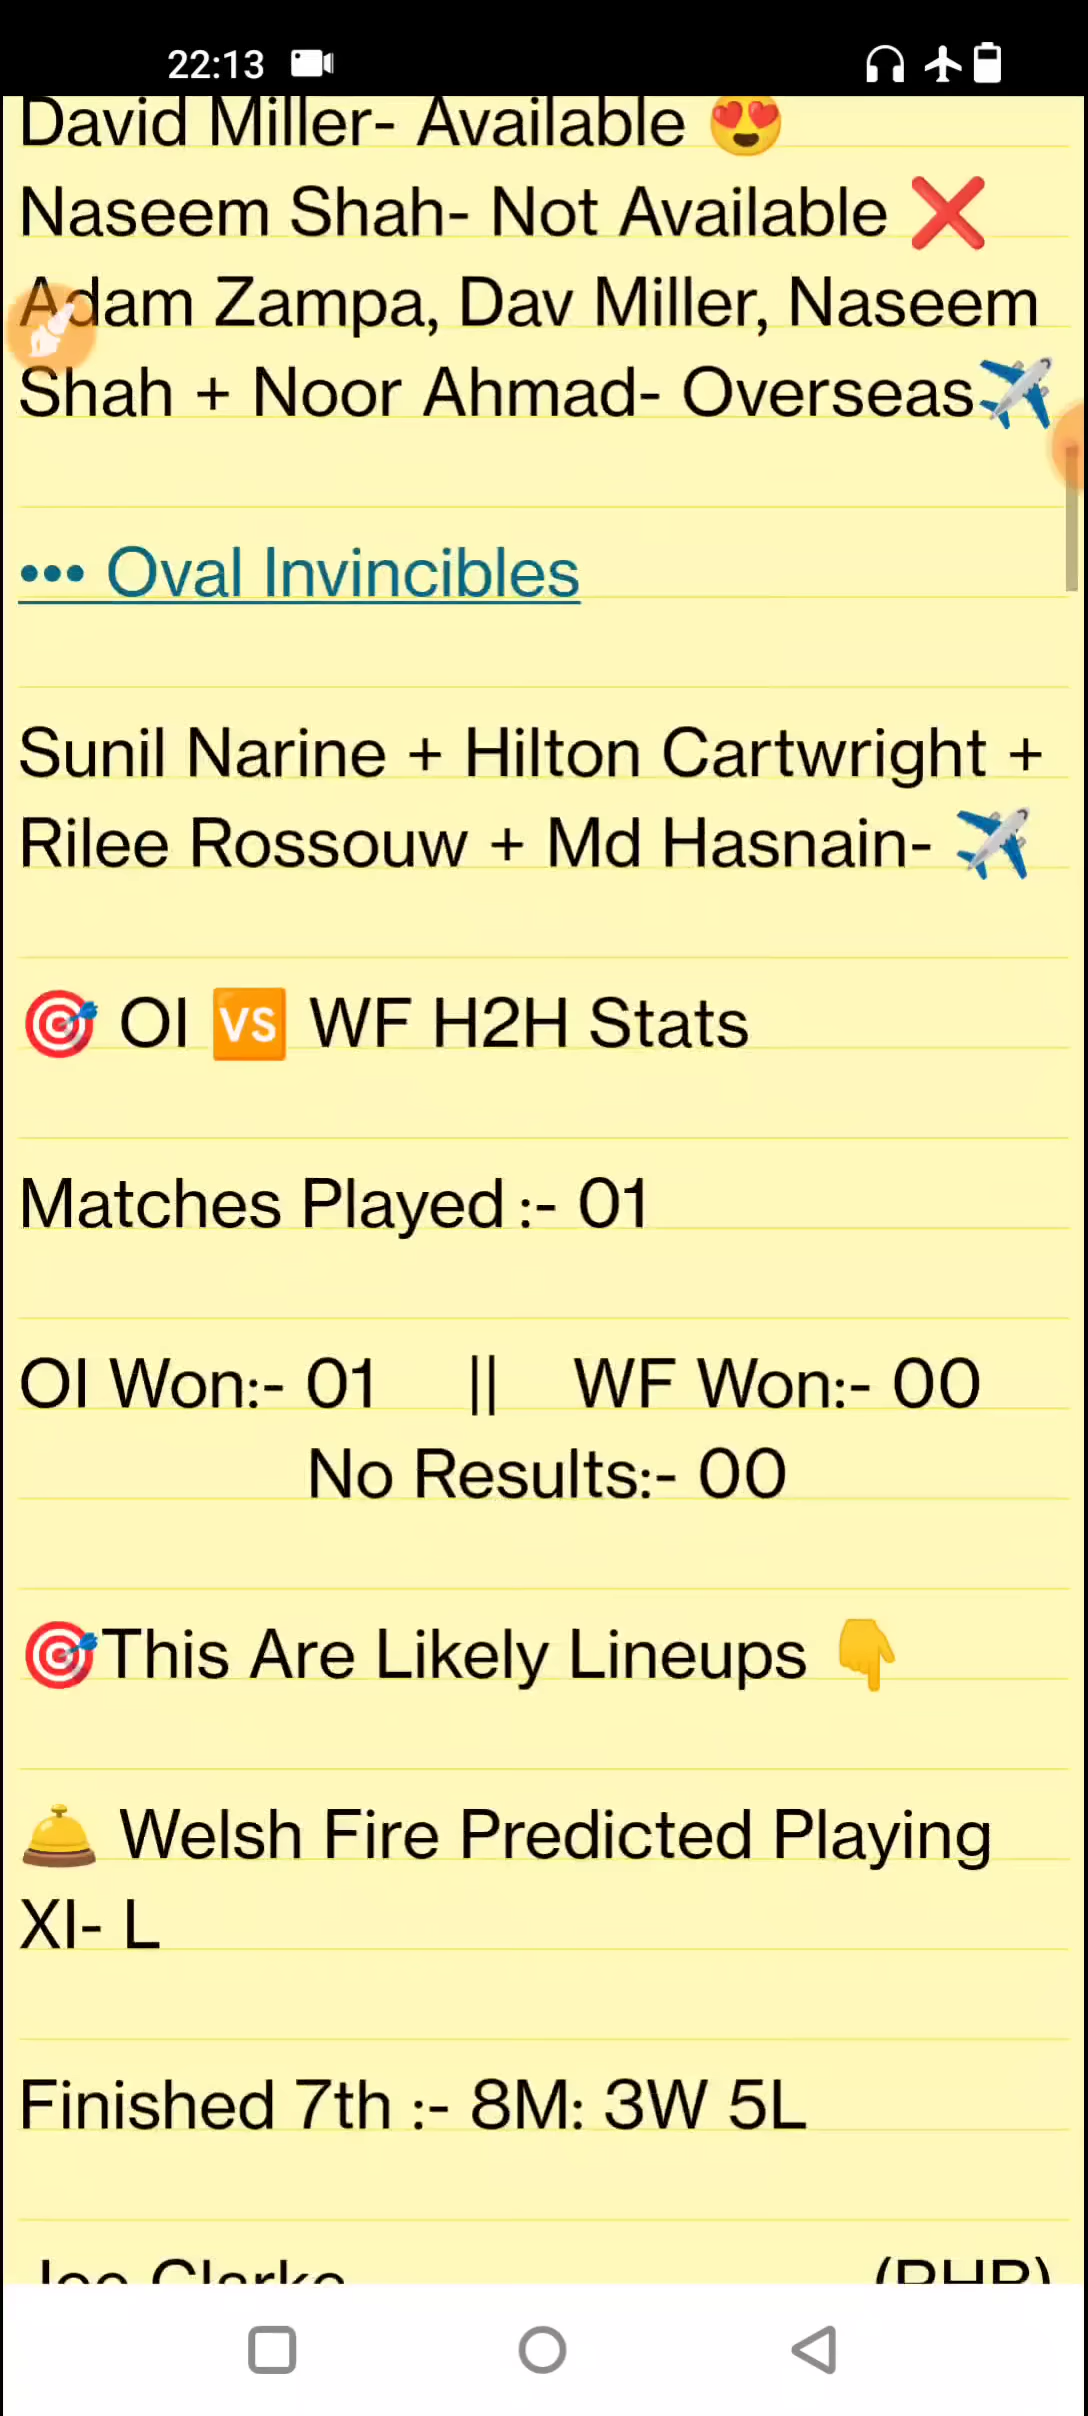 22:13
David Miller- Available 😍
Naseem Shah- Not Available ❌
Adam Zampa, Dav Miller, Naseem
Shah + Noor Ahmad- Overseas✈️
••• Oval Invincibles
Sunil Narine + Hilton Cartwright +
Rilee Rossouw + Md Hasnain- ✈️
🎯 OI 🆚 WF H2H Stats
Matches Played :- 01
OI Won:- 01 || WF Won:- 00
No Results:- 00
🎯This Are Likely Lineups 👇
🛎️ Welsh Fire Predicted Playing
XI- L
Finished 7th :- 8M: 3W 5L
Joe Clarke (RHB)